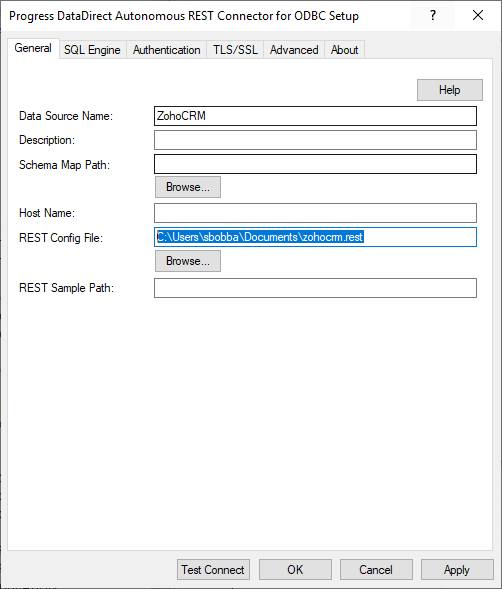 Progress DataDirect Autonomous REST Connector for ODBC Setup ?
General SQL Engine Authentication TLS/SSL Advanced About
Help
Data Source Name: ZohoCRM
Description:
Schema Map Path:
Browse...
Host Name:
REST Config File: C:\Users\sbobba\Documents\zohocrm.rest
Browse...
REST Sample Path:
Test Connect OK Cancel Apply